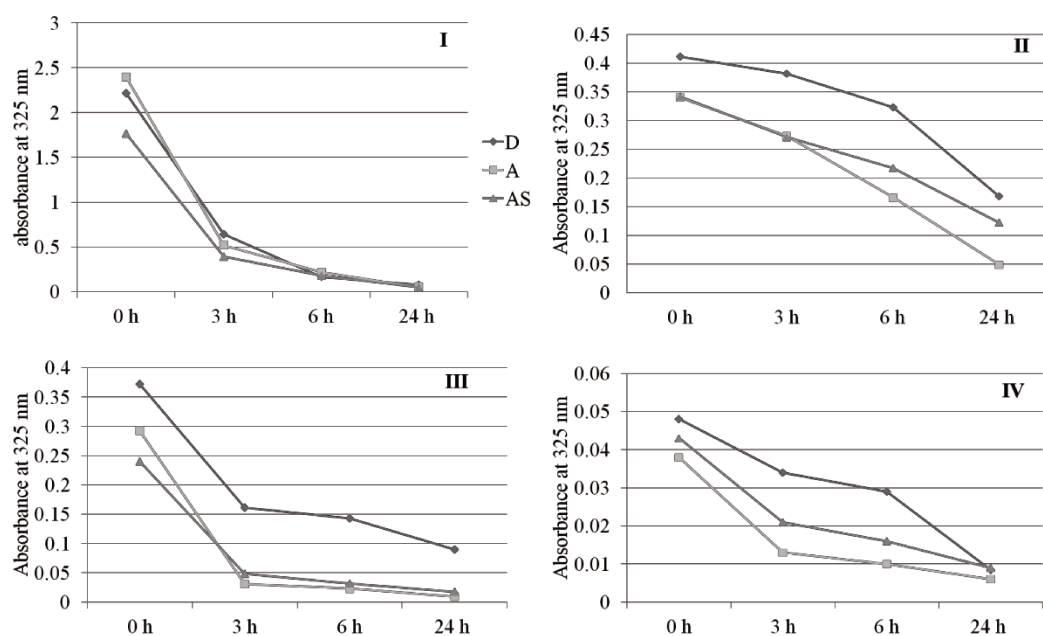 I
absorbance at 325 nm
3
2.5
2
1.5
1
0.5
0
0 h 3 h 6 h 24 h
D
A
AS
II
Absorbance at 325 nm
0.45
0.4
0.35
0.3
0.25
0.2
0.15
0.1
0.05
0
0 h 3 h 6 h 24 h
III
Absorbance at 325 nm
0.4
0.35
0.3
0.25
0.2
0.15
0.1
0.05
0
0 h 3 h 6 h 24 h
IV
Absorbance at 325 nm
0.06
0.05
0.04
0.03
0.02
0.01
0
0 h 3 h 6 h 24 h